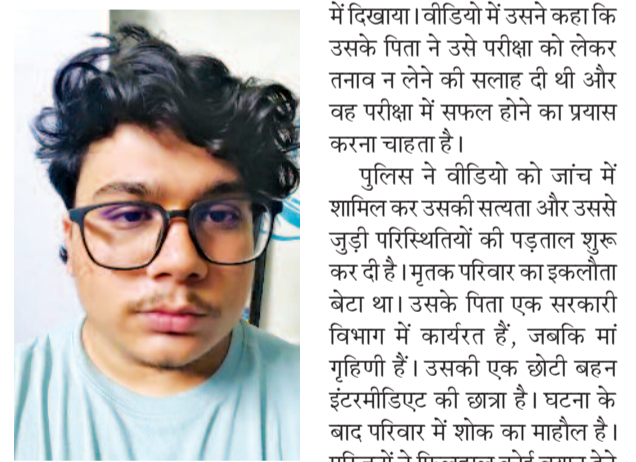 में दिखाया। वीडियो में उसने कहा कि
उसके पिता ने उसे परीक्षा को लेकर
तनाव न लेने की सलाह दी थी और
वह परीक्षा में सफल होने का प्रयास
करना चाहता है।
पुलिस ने वीडियो को जांच में
शामिल कर उसकी सत्यता और उससे
जुड़ी परिस्थितियों की पड़ताल शुरू
कर दी है। मृतक परिवार का इकलौता
बेटा था। उसके पिता एक सरकारी
विभाग में कार्यरत हैं, जबकि मां
गृहिणी हैं। उसकी एक छोटी बहन
इंटरमीडिएट की छात्रा है। घटना के
बाद परिवार में शोक का माहौल है।